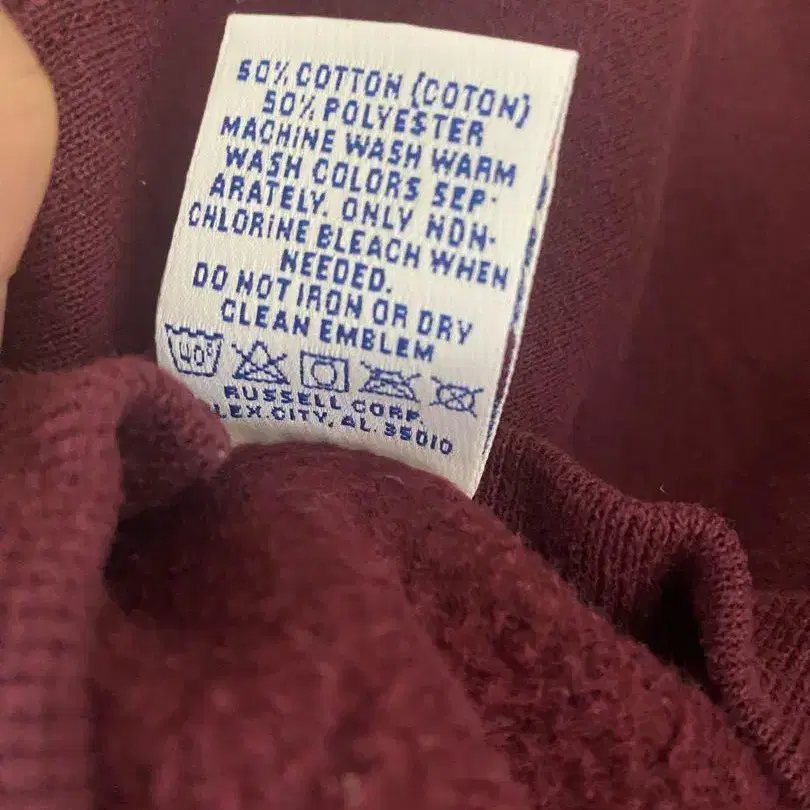 50% COTTON (COTON)
50% POLYESTER
MACHINE WASH WARM
WASH COLORS SEP-
ARATELY. ONLY NON-
CHLORINE BLEACH WHEN
NEEDED.
DO NOT IRON OR DRY
CLEAN EMBLEM
40°
RUSSELL CORP.
LEX. CITY, AL. 35010